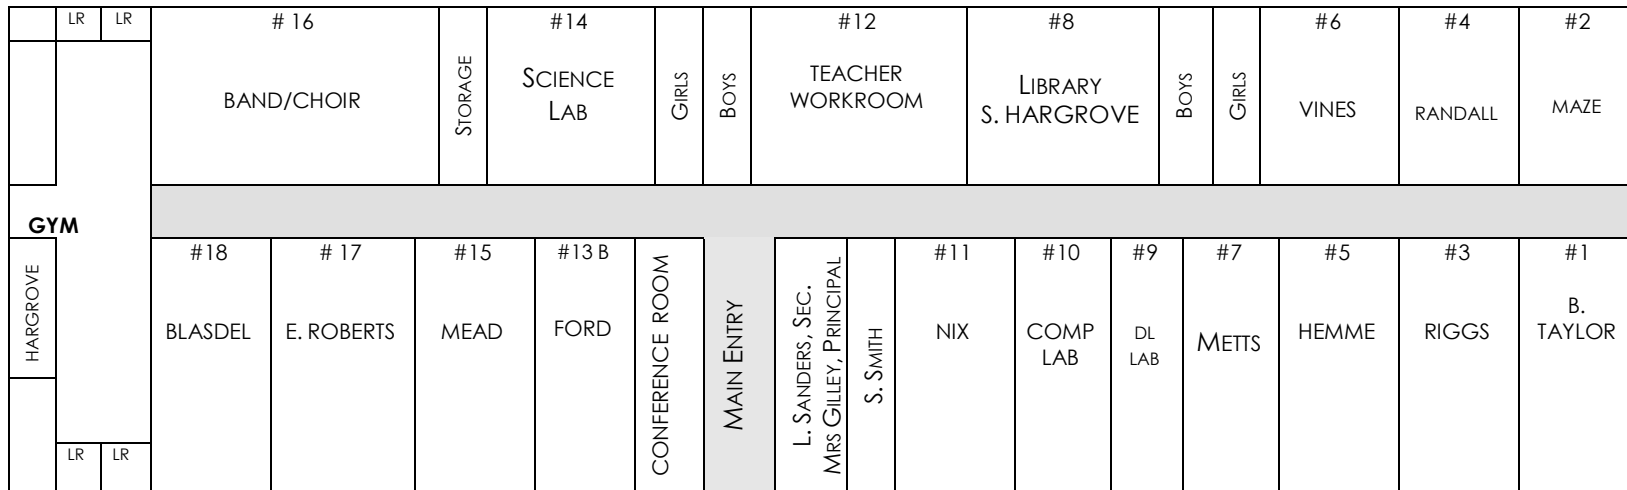 LR
LR
# 16
BAND/CHOIR
STORAGE
#14
SCIENCE
LAB
GIRLS
BOYS
#12
TEACHER
WORKROOM
#8
LIBRARY
S. HARGROVE
BOYS
GIRLS
#6
VINES
#4
RANDALL
#2
MAZE
GYM
HARGROVE
#18
BLASDEL
# 17
E. ROBERTS
#15
MEAD
#13 B
FORD
CONFERENCE ROOM
MAIN ENTRY
L. SANDERS, SEC.
MRS GILLEY, PRINCIPAL
S. SMITH
#11
NIX
#10
COMP
LAB
#9
DL
LAB
#7
METTS
#5
HEMME
#3
RIGGS
#1
B.
TAYLOR
LR
LR